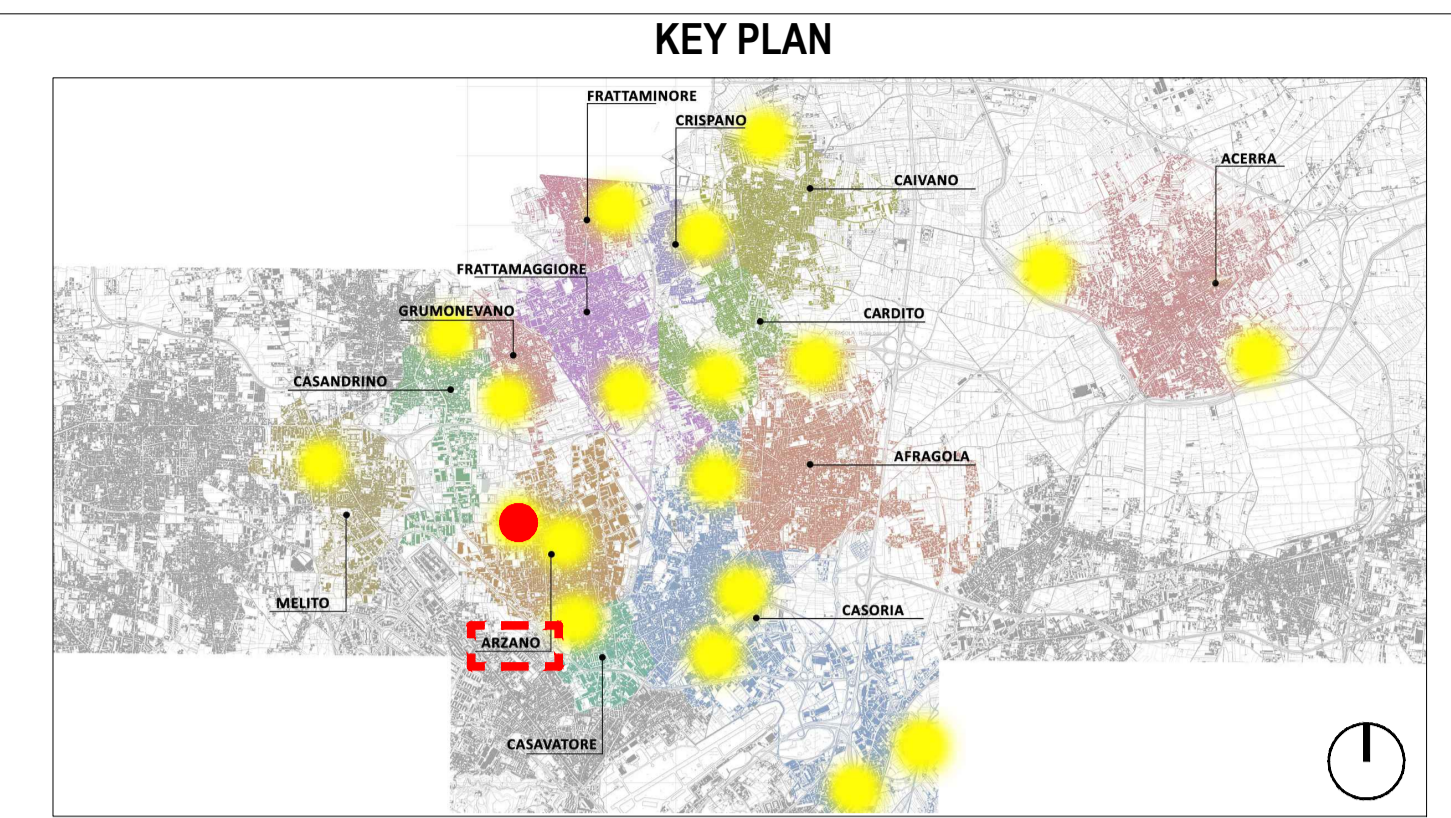 KEY PLAN
FRATTAMINORE
CRISPANO
ACERRA
CAIVANO
FRATTAMAGGIORE
GRUMONEVANO
CARDITO
CASANDRINO
AFRAGOLA
MELITO
CASORIA
ARZANO
CASAVATORE